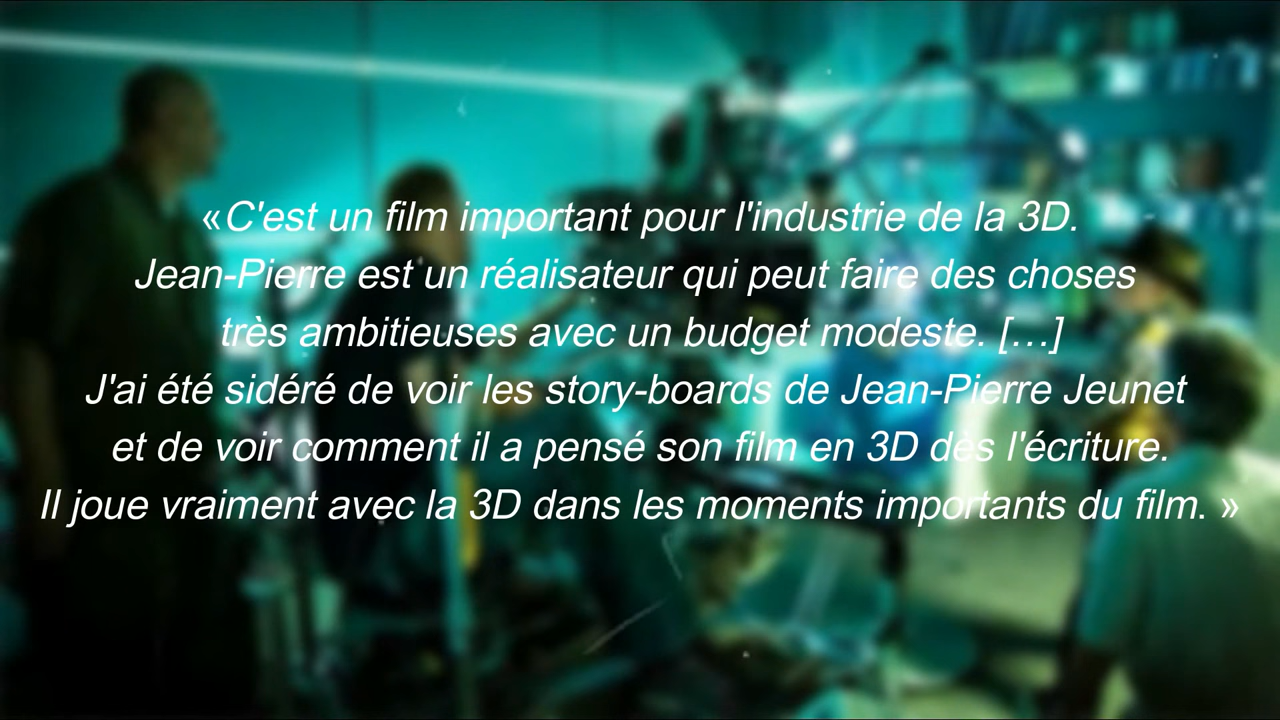 «C'est un film important pour l'industrie de la 3D.
Jean-Pierre est un réalisateur qui peut faire des choses
très ambitieuses avec un budget modeste. […]
J'ai été sidéré de voir les story-boards de Jean-Pierre Jeunet
et de voir comment il a pensé son film en 3D dès l'écriture.
Il joue vraiment avec la 3D dans les moments importants du film. »